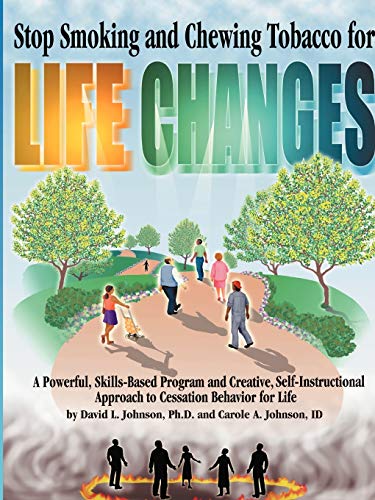 Stop Smoking and Chewing Tobacco for
LIFE CHANGES
A Powerful, Skills-Based Program and Creative, Self-Instructional
Approach to Cessation Behavior for Life
by David L. Johnson, Ph.D. and Carole A. Johnson, ID